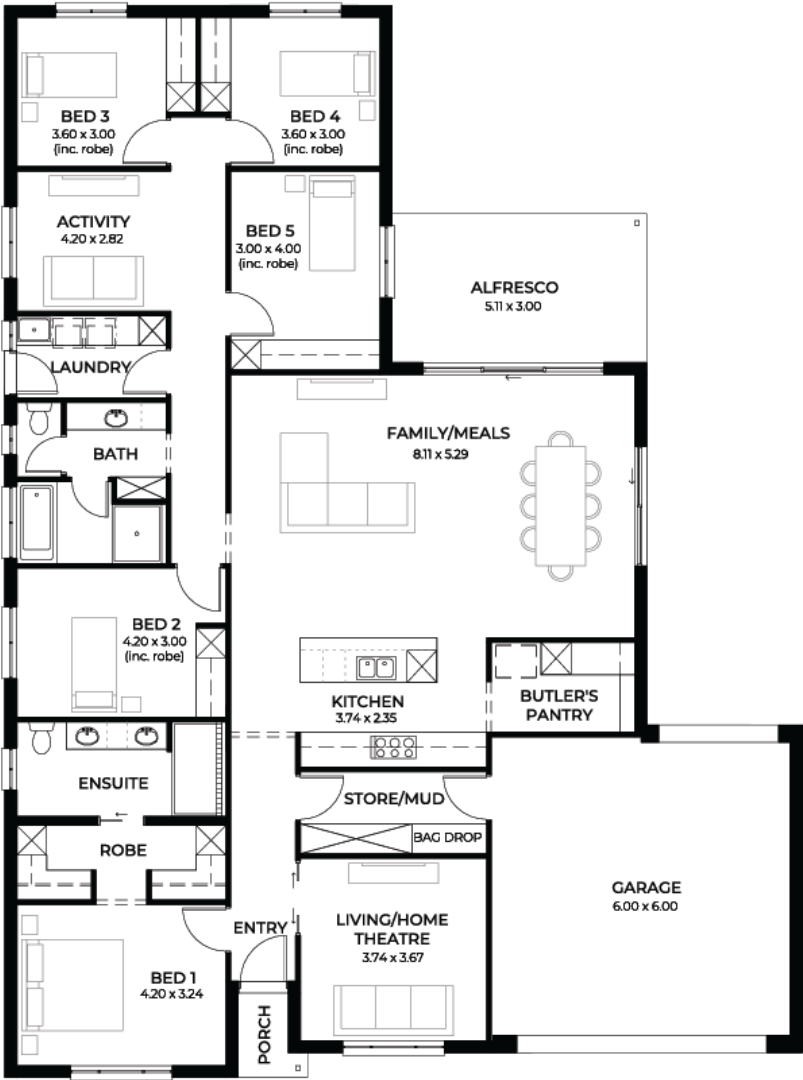 BED 3
3.60 x 3.00
(inc. robe)
BED 4
3.60 x 3.00
(inc. robe)
ACTIVITY
4.20 x 2.82
BED 5
3.00 x 4.00
(inc. robe)
ALFRESCO
5.11 x 3.00
LAUNDRY
BATH
FAMILY/MEALS
8.11 x 5.29
BED 2
4.20 x 3.00
(inc. robe)
KITCHEN
3.74 x 2.35
BUTLER'S
PANTRY
ENSUITE
STORE/MUD
BAG DROP
ROBE
GARAGE
6.00 x 6.00
ENTRY
LIVING/HOME
THEATRE
3.74 x 3.67
BED 1
4.20 x 3.24
PORCH